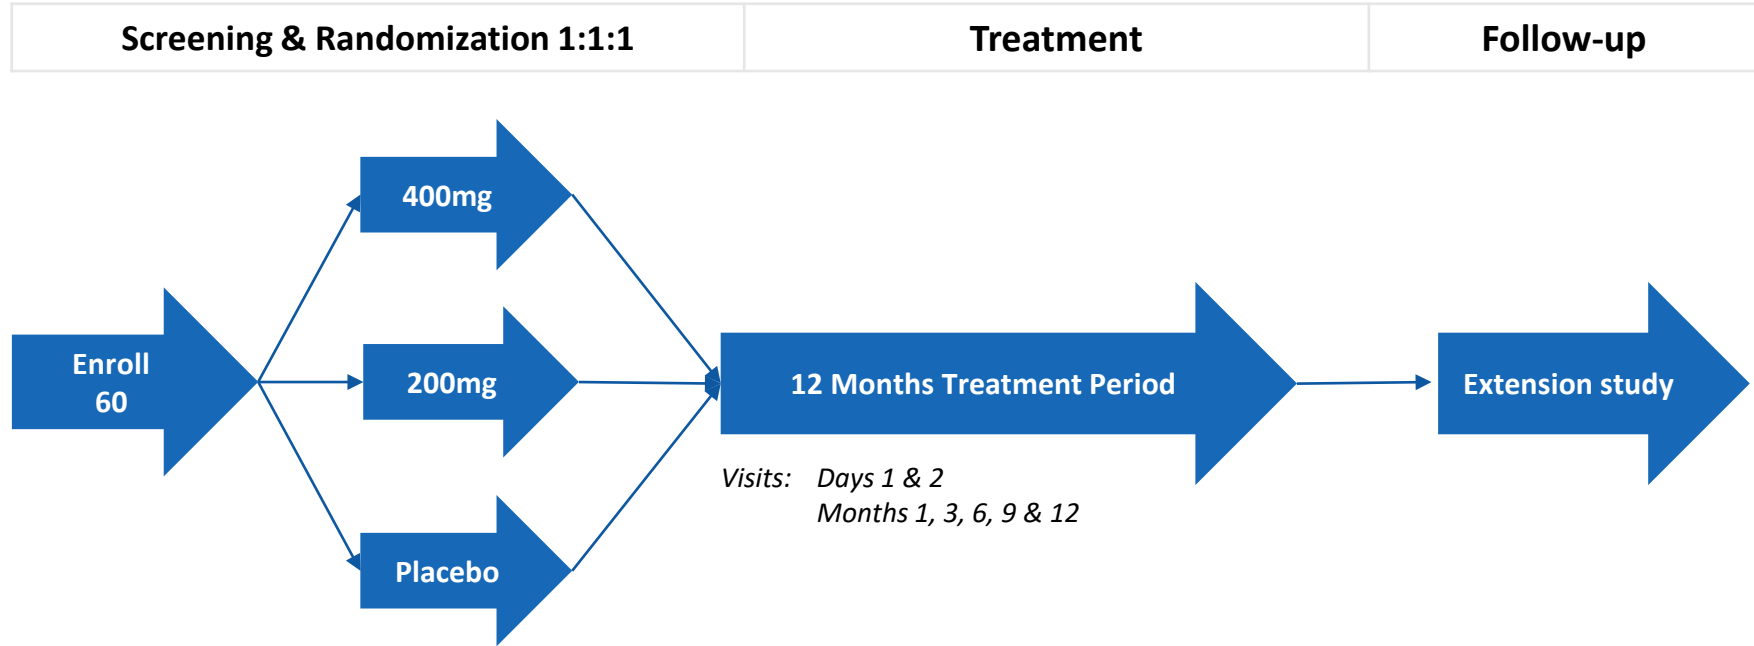 Screening & Randomization 1:1:1
Treatment
Follow-up
400mg
Enroll
60
200mg
12 Months Treatment Period
Extension study
Visits: Days 1 & 2
Months 1, 3, 6, 9 & 12
Placebo